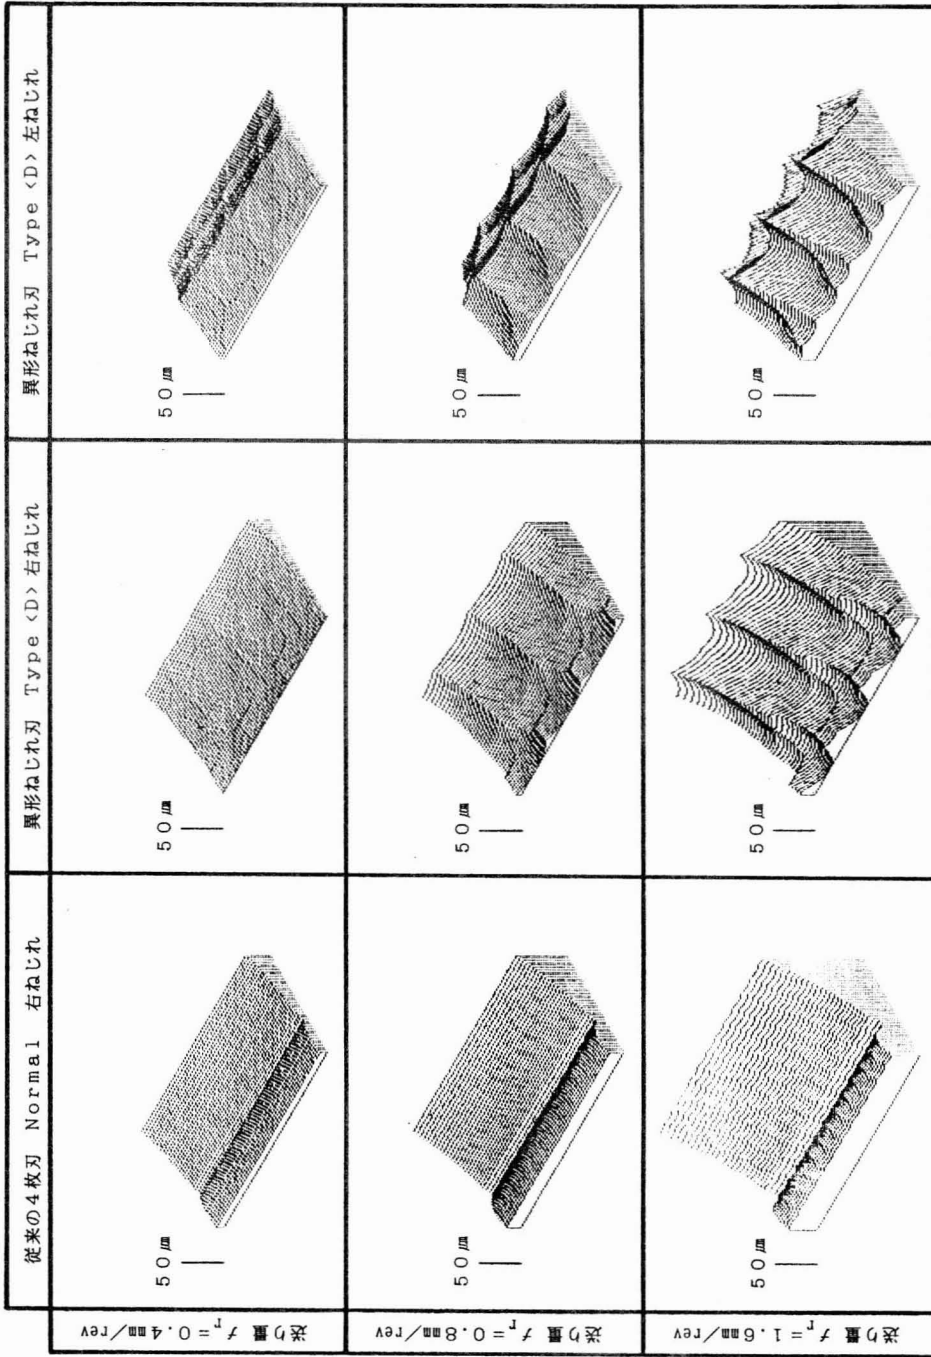 従来の4枚刃 Normal 右ねじれ
異形ねじれ刃 Type <D> 右ねじれ
異形ねじれ刃 Type <D> 左ねじれ
送り量 fr=0.4mm/rev
50㎛
50㎛
50㎛
送り量 fr=0.8mm/rev
50㎛
50㎛
50㎛
送り量 fr=1.6mm/rev
50㎛
50㎛
50㎛